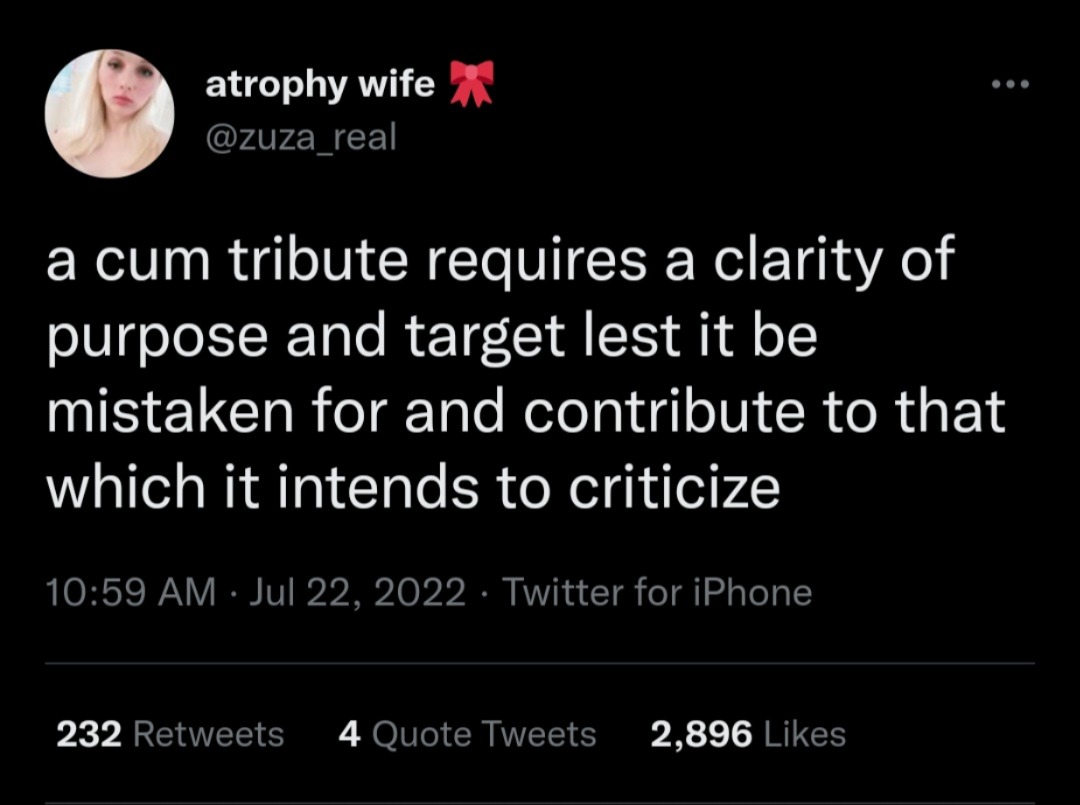 atrophy wife 🎀
@zuza_real
a cum tribute requires a clarity of
purpose and target lest it be
mistaken for and contribute to that
which it intends to criticize
10:59 AM · Jul 22, 2022 · Twitter for iPhone
232 Retweets 4 Quote Tweets 2,896 Likes